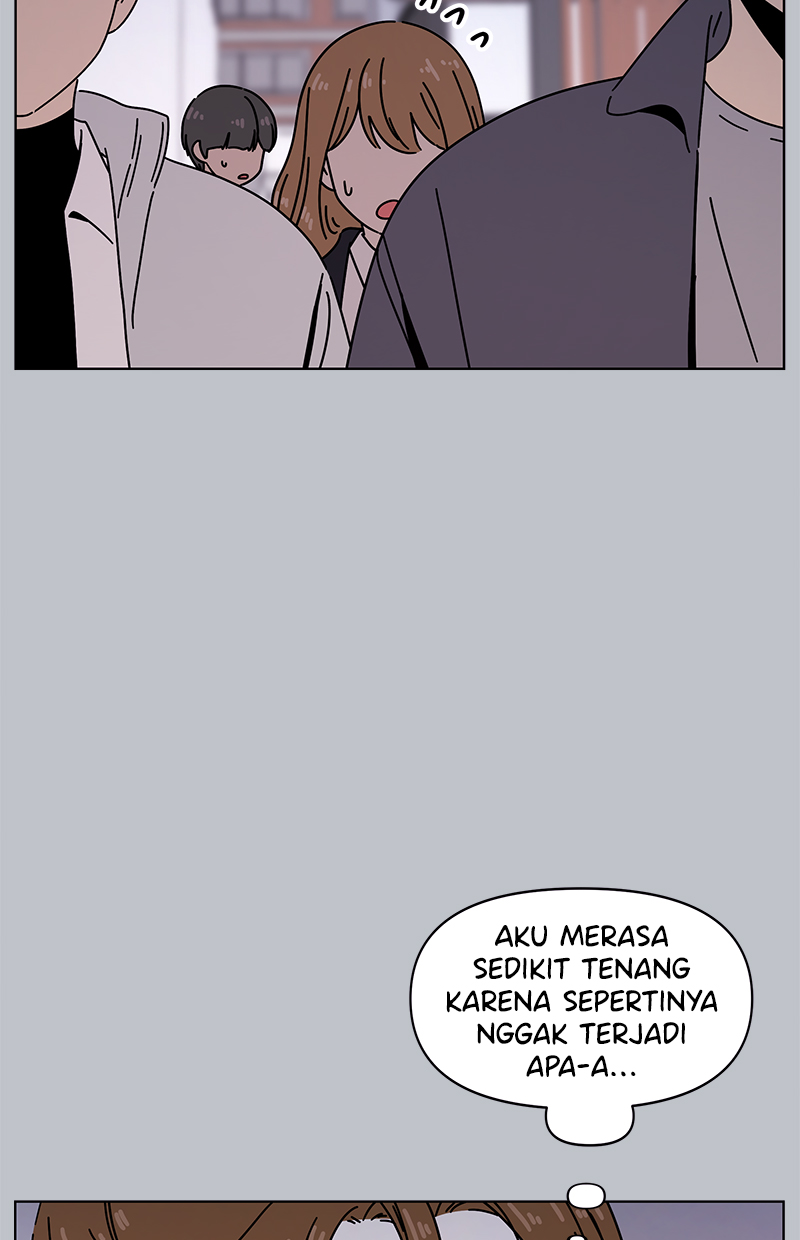 AKU MERASA
SEDIKIT TENANG
KARENA SEPERTINYA
NGGAK TERJADI
APA-A...